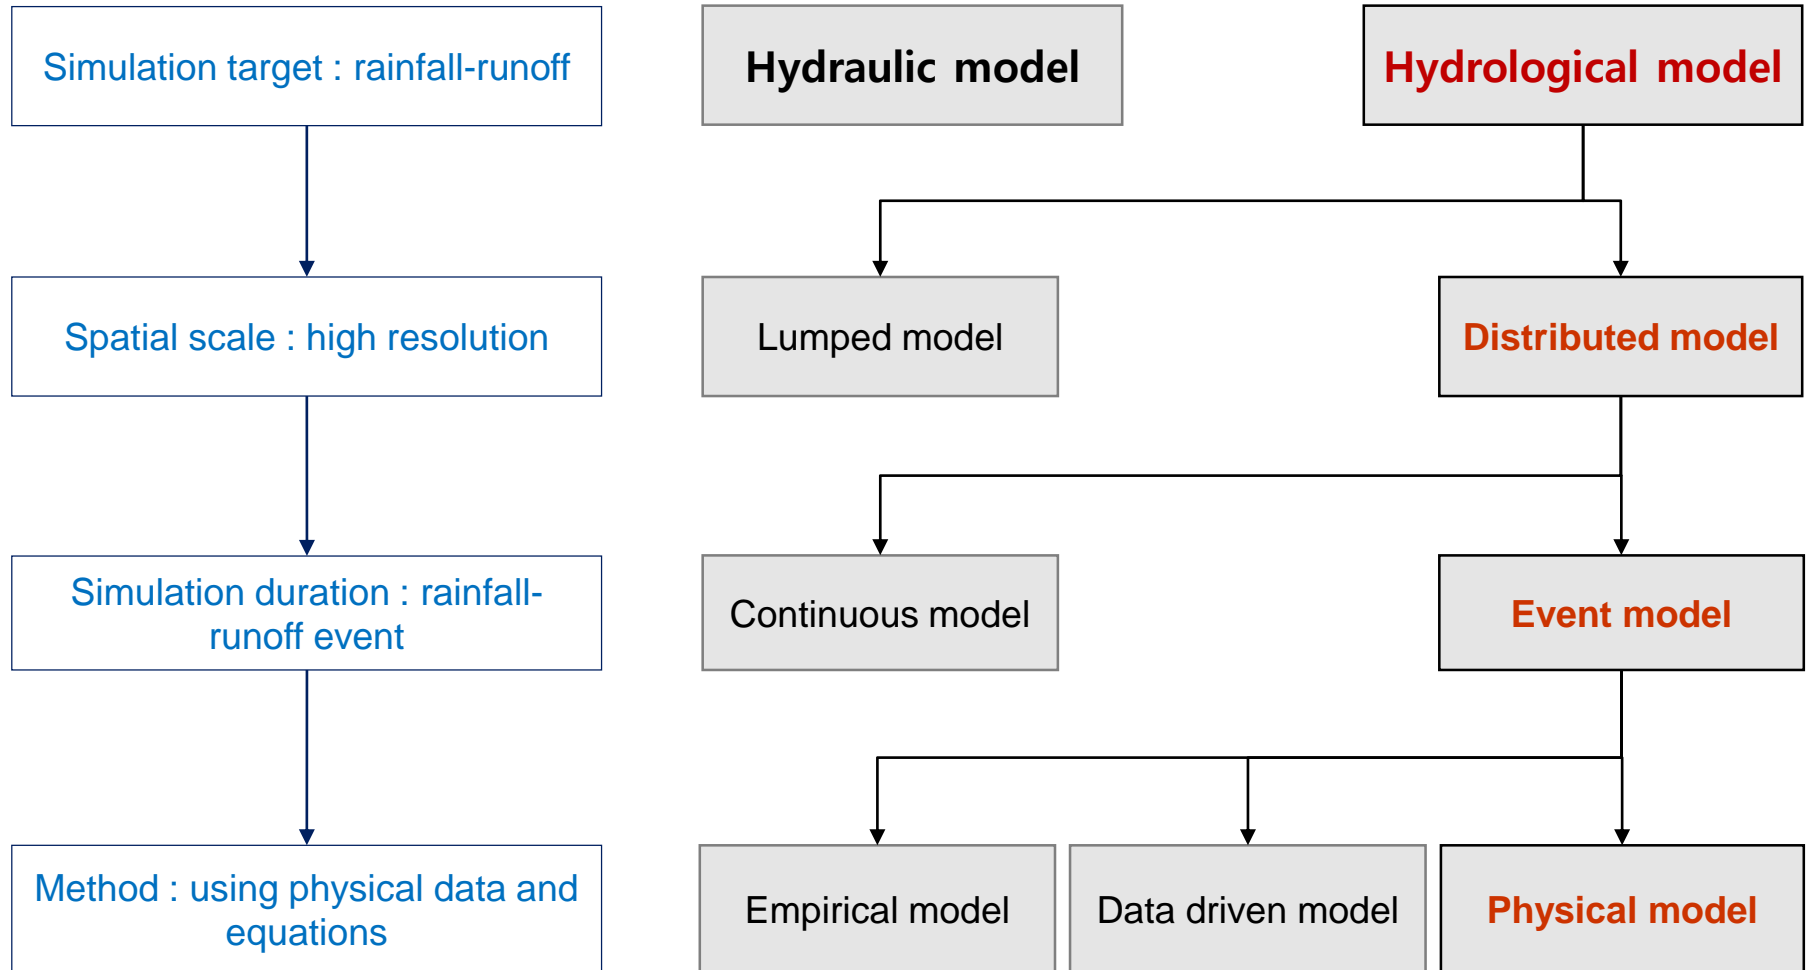 Simulation target : rainfall-runoff
Hydraulic model
Hydrological model
Spatial scale : high resolution
Lumped model
Distributed model
Simulation duration : rainfall-
runoff event
Continuous model
Event model
Method : using physical data and
equations
Empirical model
Data driven model
Physical model